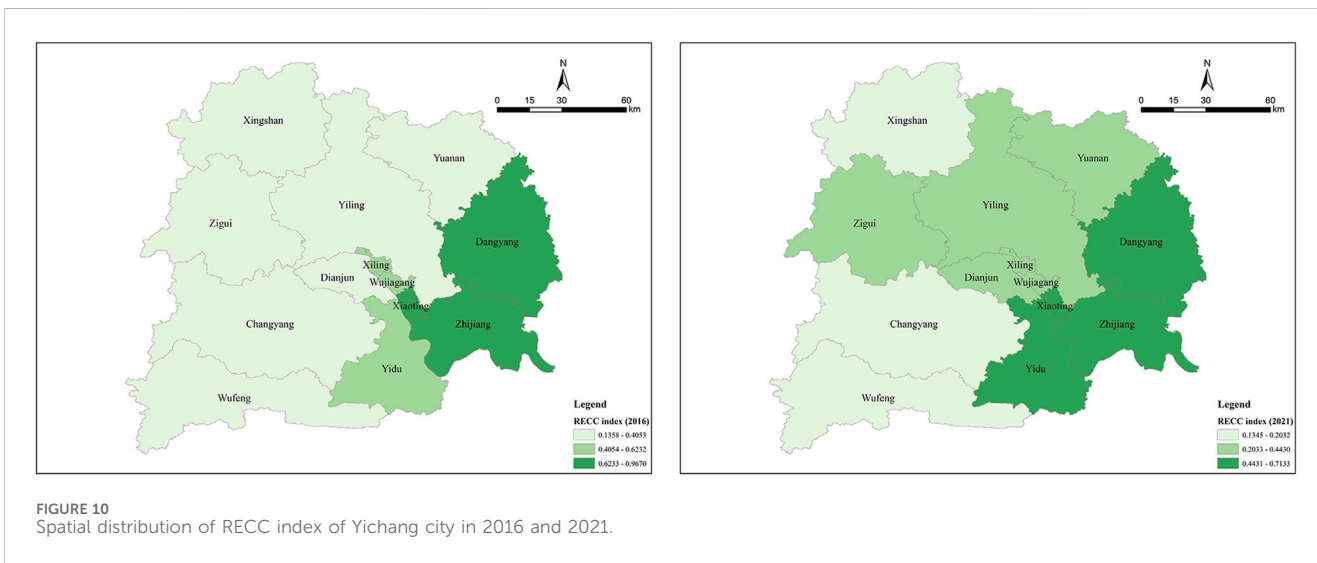 N
0 15 30 60
km
Xingshan
Yuanan
Zigui
Yiling
Dangyang
Xiling
Dianjun
Wujiagang
Xiaoting
Changyang
Zhijiang
Yidu
Wufeng
Legend
RECC index (2016)
0.1358 - 0.4053
0.4054 - 0.6232
0.6233 - 0.9670
N
0 15 30 60
km
Xingshan
Yuanan
Zigui
Yiling
Dangyang
Xiling
Dianjun
Wujiagang
Xiaoting
Changyang
Zhijiang
Yidu
Wufeng
Legend
RECC index (2021)
0.1345 - 0.2032
0.2033 - 0.4430
0.4431 - 0.7133
FIGURE 10
Spatial distribution of RECC index of Yichang city in 2016 and 2021.